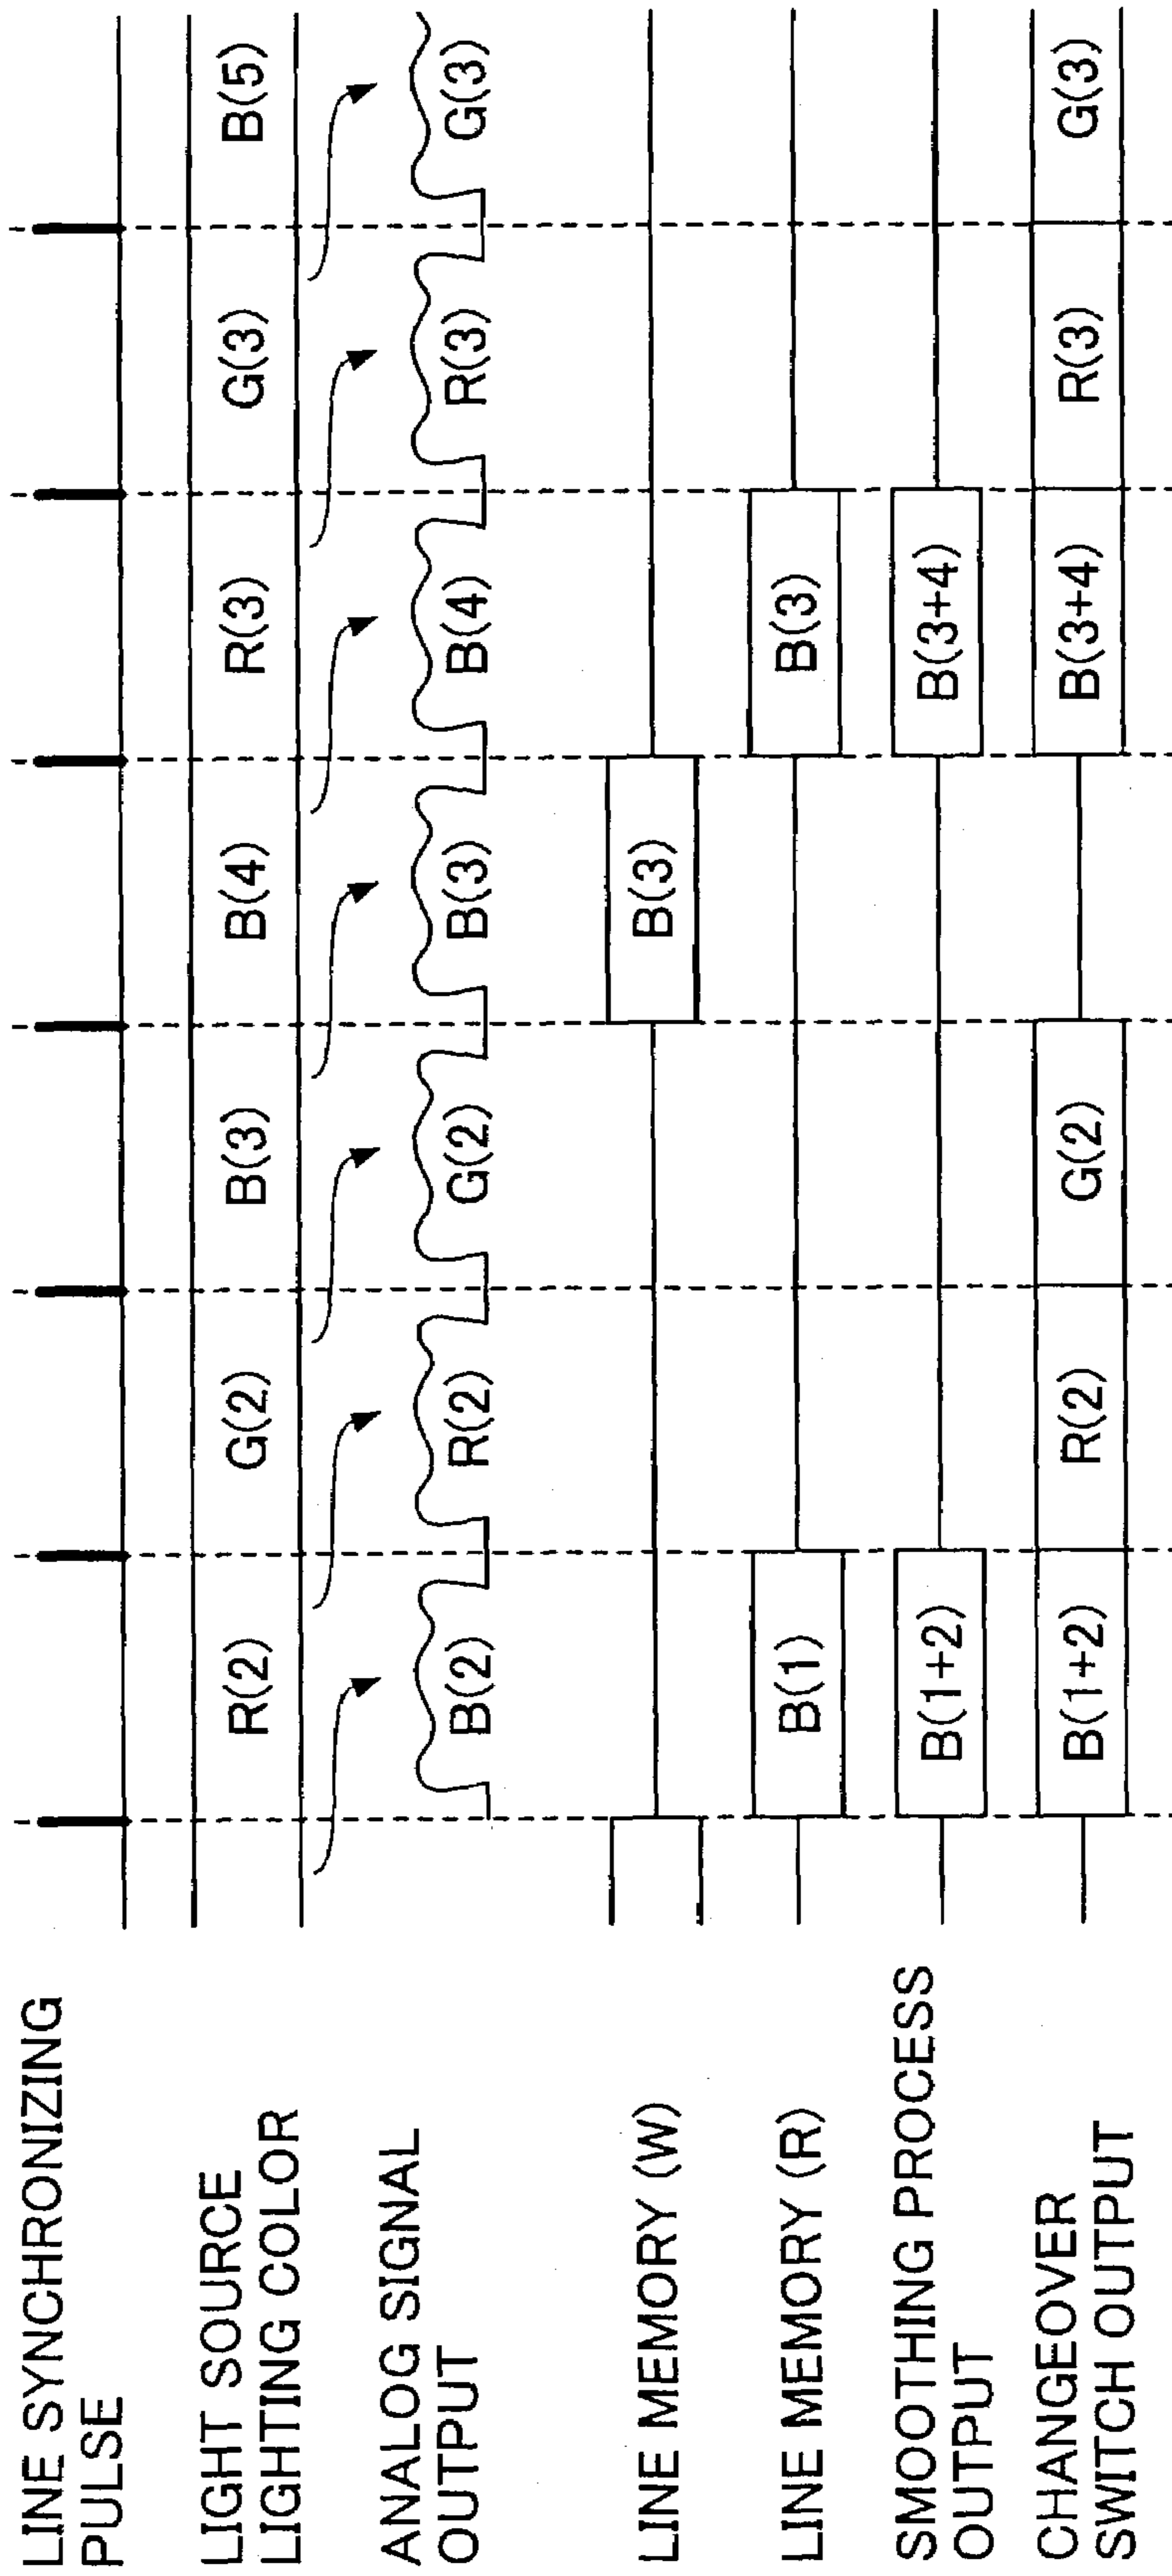 LINE SYNCHRONIZING
PULSE
LIGHT SOURCE
LIGHTING COLOR
R(2) G(2) B(3) B(4) R(3) G(3) B(5)
ANALOG SIGNAL
OUTPUT
B(2) R(2) G(2) B(3) B(4) R(3) G(3)
LINE MEMORY (W)
B(3)
LINE MEMORY (R)
B(1) B(3)
SMOOTHING PROCESS
OUTPUT
B(1+2) B(3+4)
CHANGEOVER
SWITCH OUTPUT
B(1+2) R(2) G(2) B(3+4) R(3) G(3)